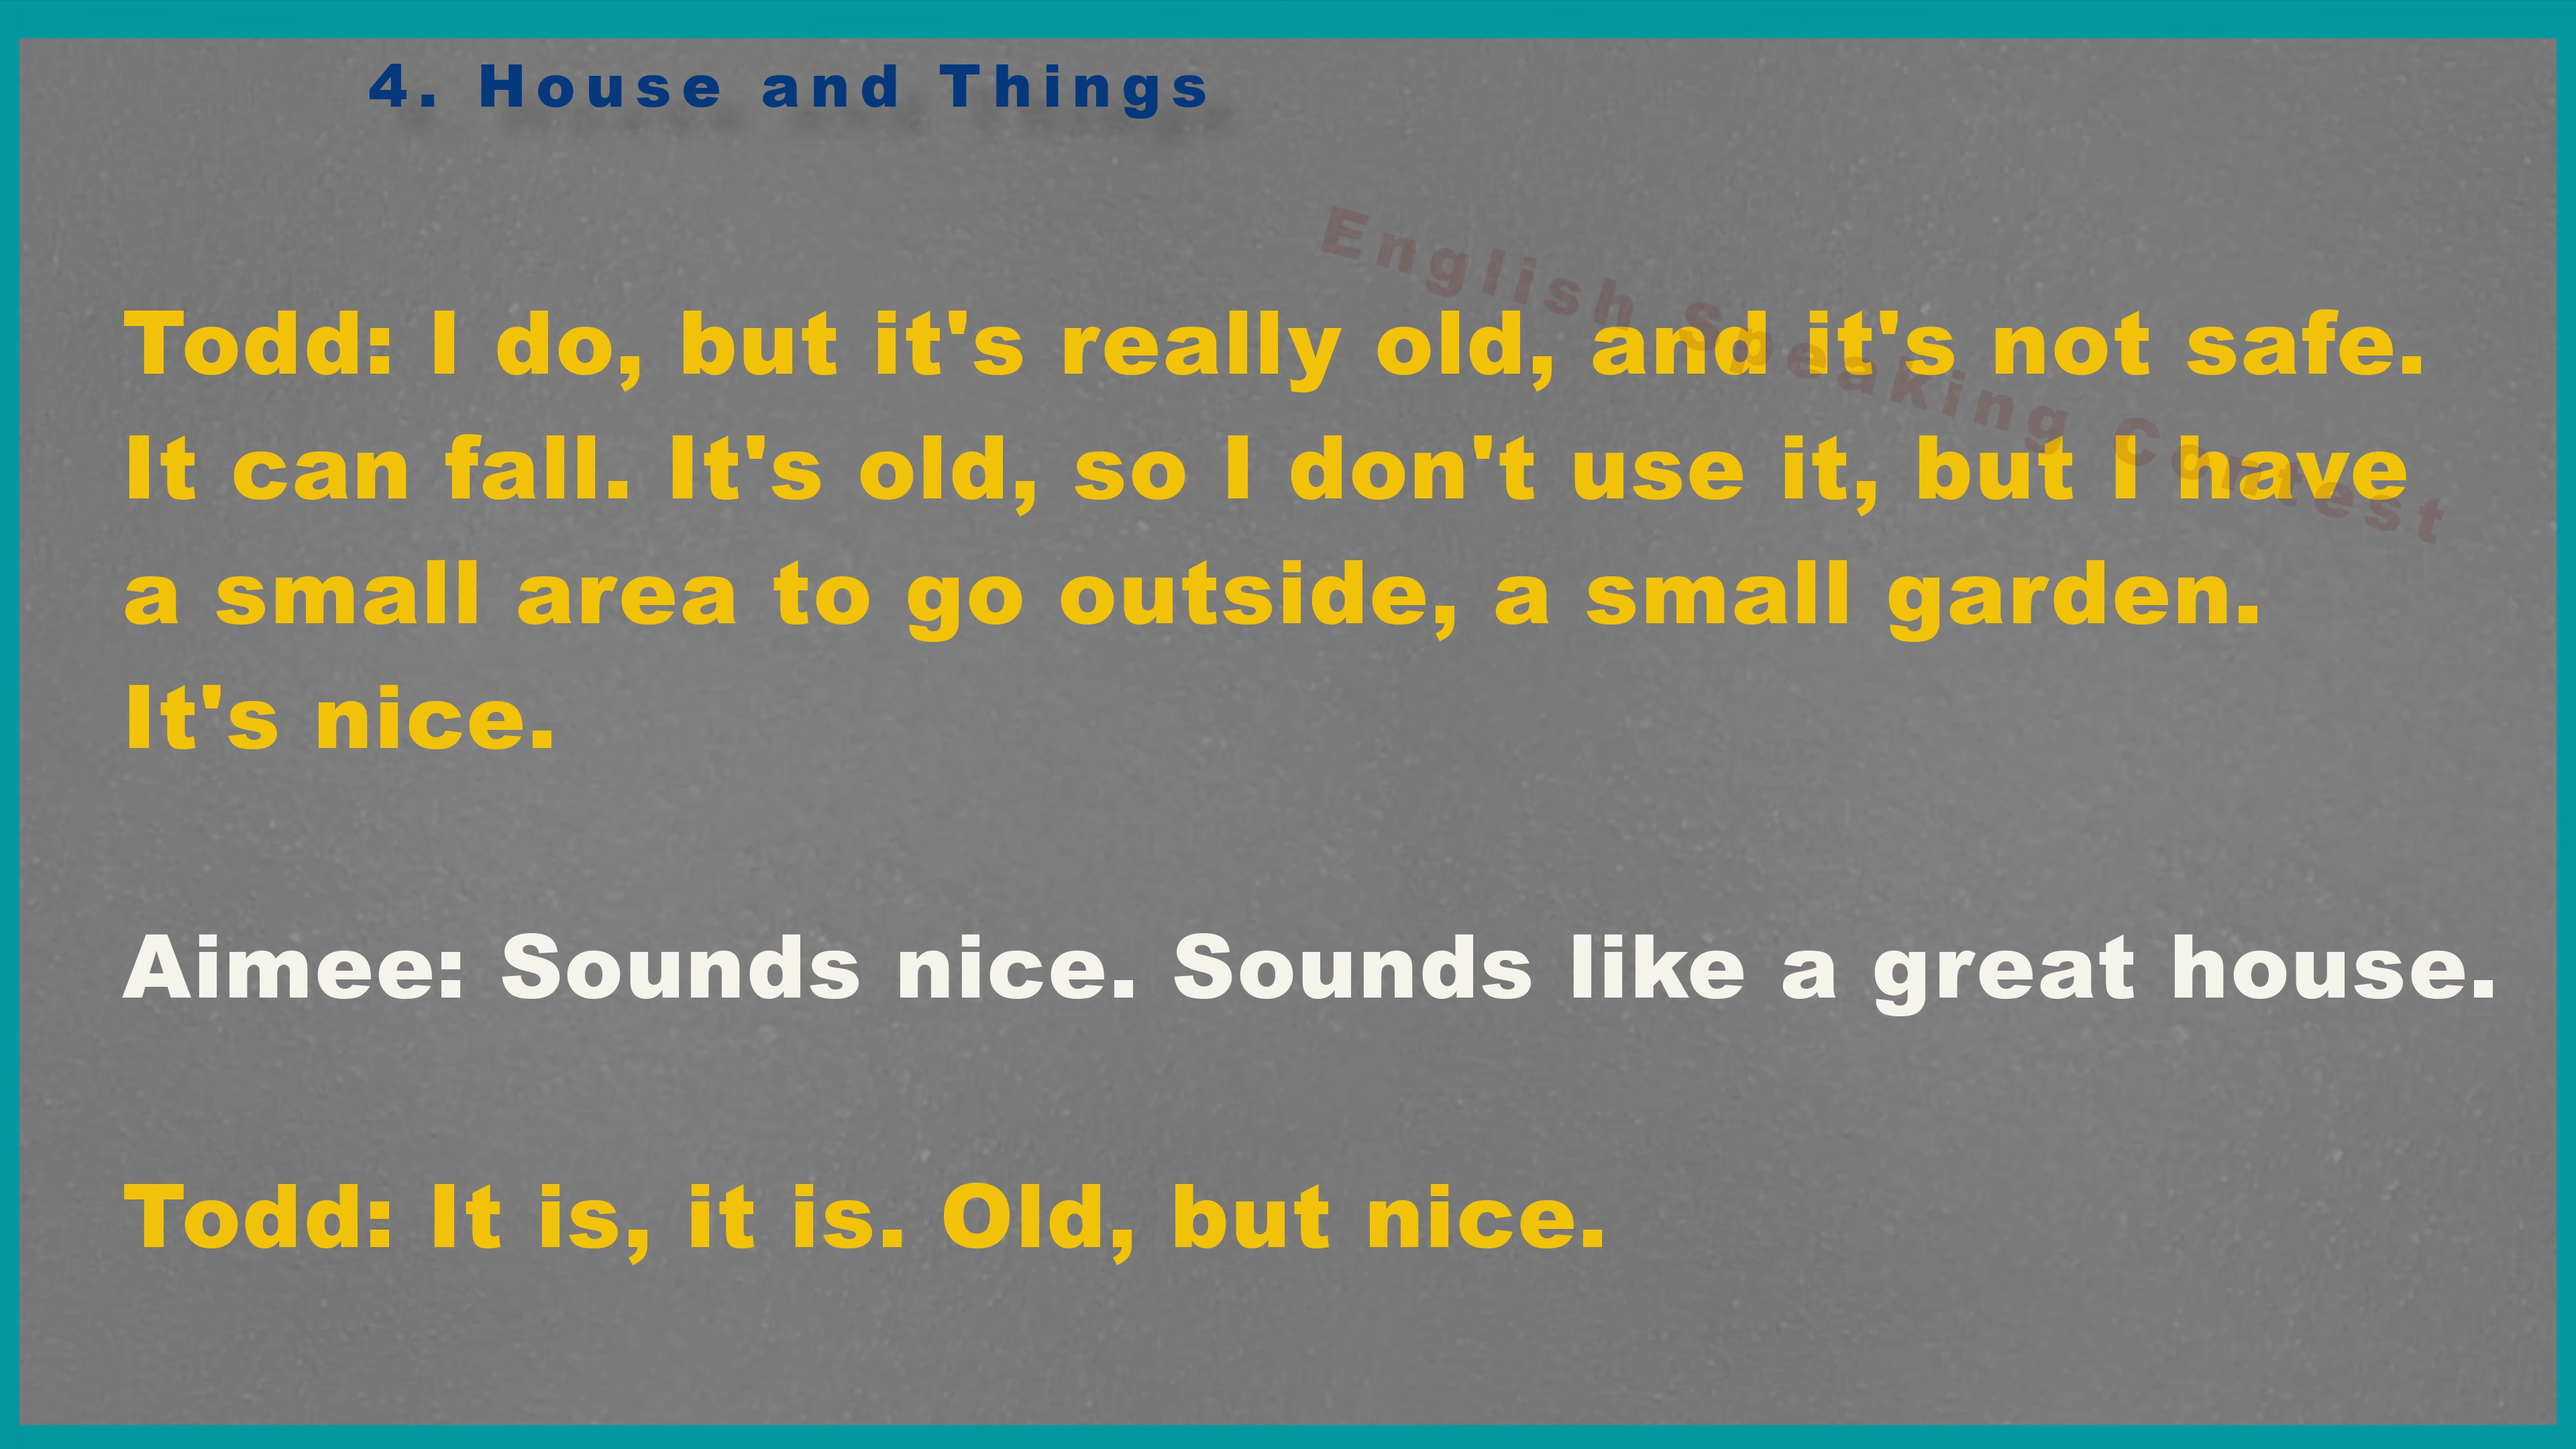 4. House and Things
English Speaking Contest
Todd: I do, but it's really old, and it's not safe.
It can fall. It's old, so I don't use it, but I have
a small area to go outside, a small garden.
It's nice.
Aimee: Sounds nice. Sounds like a great house.
Todd: It is, it is. Old, but nice.